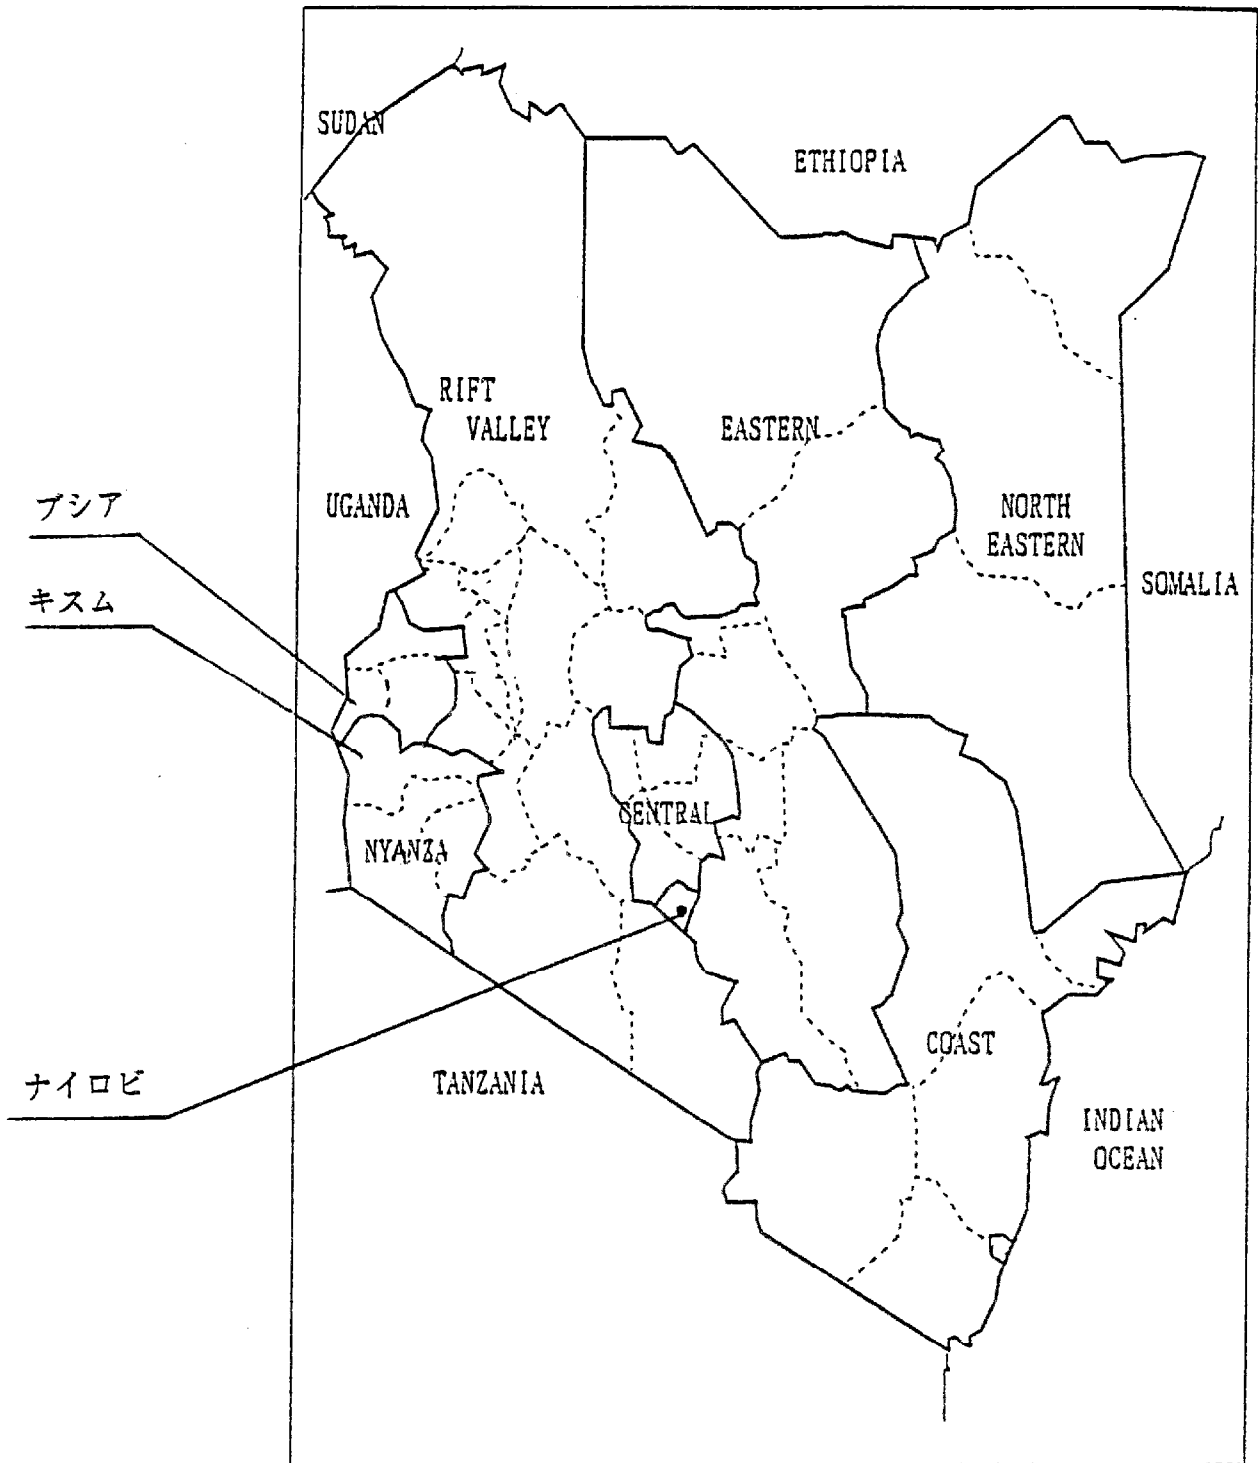 SUDAN
ETHIOPIA
RIFT
VALLEY
EASTERN
ブシア
UGANDA
NORTH
EASTERN
キスム
SOMALIA
CENTRAL
NYANZA
COAST
ナイロビ
TANZANIA
INDIAN
OCEAN